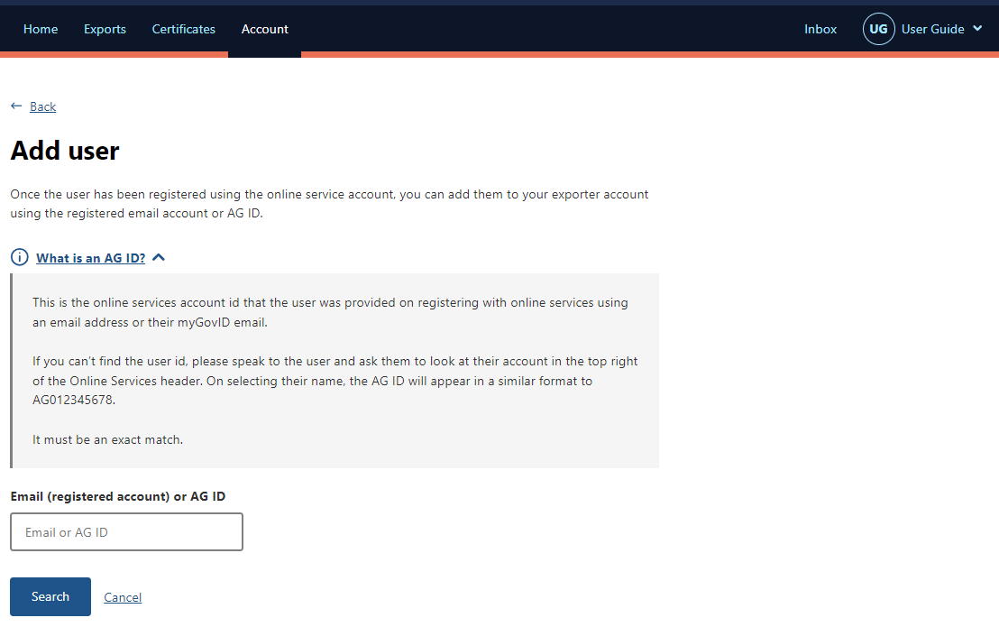 Home Exports Certificates Account Inbox UG User Guide
Back
Add user
Once the user has been registered using the online service account, you can add them to your exporter account
using the registered email account or AG ID.
What is an AG ID?
This is the online services account id that the user was provided on registering with online services using
an email address or their myGovID email.
If you can't find the user id, please speak to the user and ask them to look at their account in the top right
of the Online Services header. On selecting their name, the AG ID will appear in a similar format to
AG012345678.
It must be an exact match.
Email (registered account) or AG ID
Email or AG ID
Search Cancel